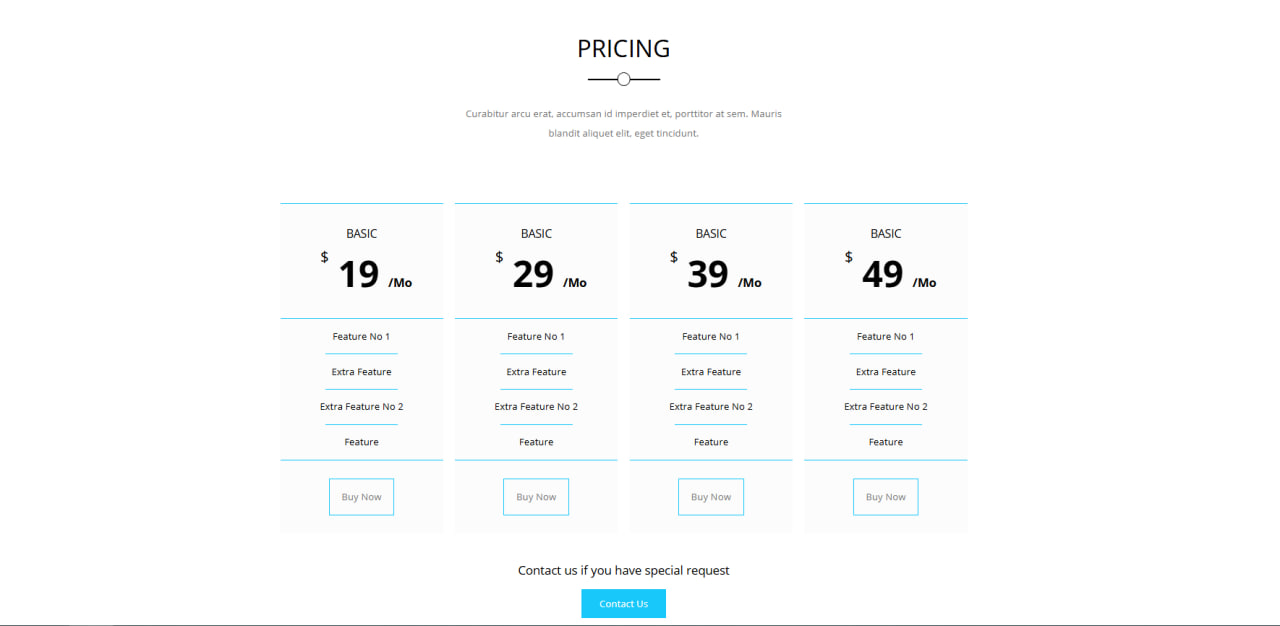 PRICING
Curabitur arcu erat, accumsan id imperdiet et, porttitor at sem. Mauris
blandit aliquet elit, eget tincidunt.
BASIC
$ 19 /Mo
Feature No 1
Extra Feature
Extra Feature No 2
Feature
Buy Now
BASIC
$ 29 /Mo
Feature No 1
Extra Feature
Extra Feature No 2
Feature
Buy Now
BASIC
$ 39 /Mo
Feature No 1
Extra Feature
Extra Feature No 2
Feature
Buy Now
BASIC
$ 49 /Mo
Feature No 1
Extra Feature
Extra Feature No 2
Feature
Buy Now
Contact us if you have special request
Contact Us